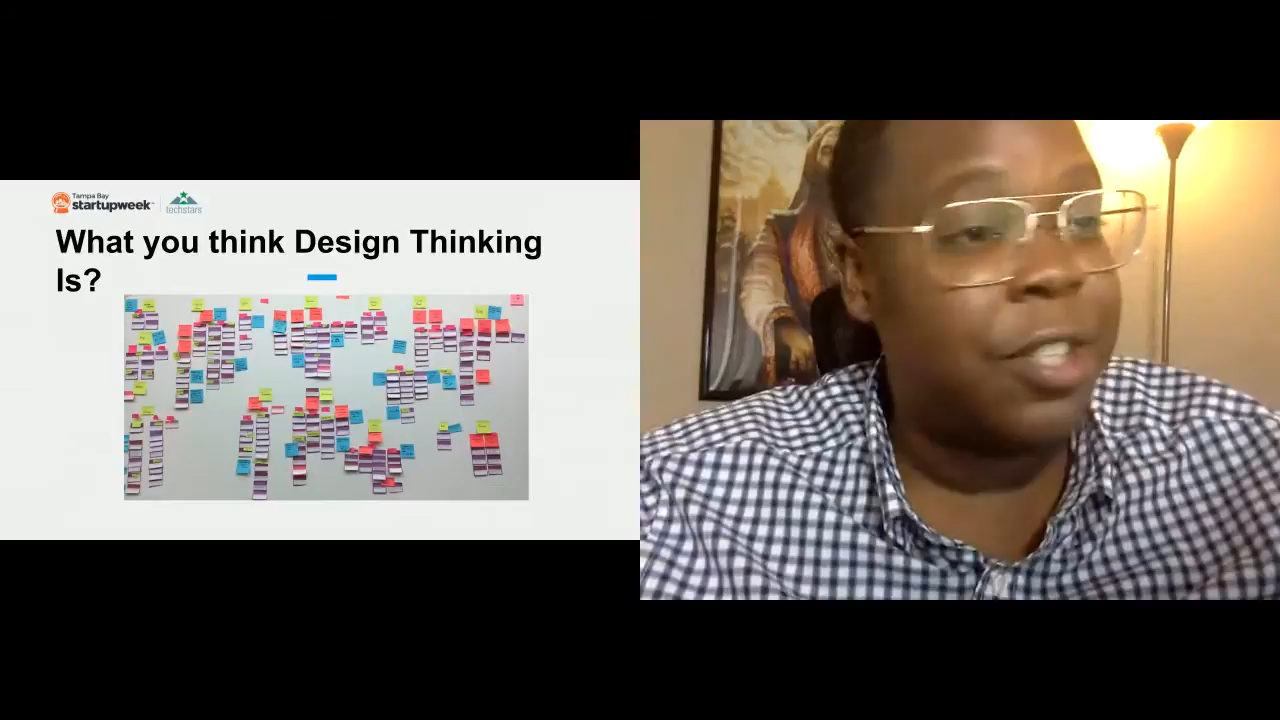 Tampa Bay
startupweek
techstars
What you think Design Thinking
Is?